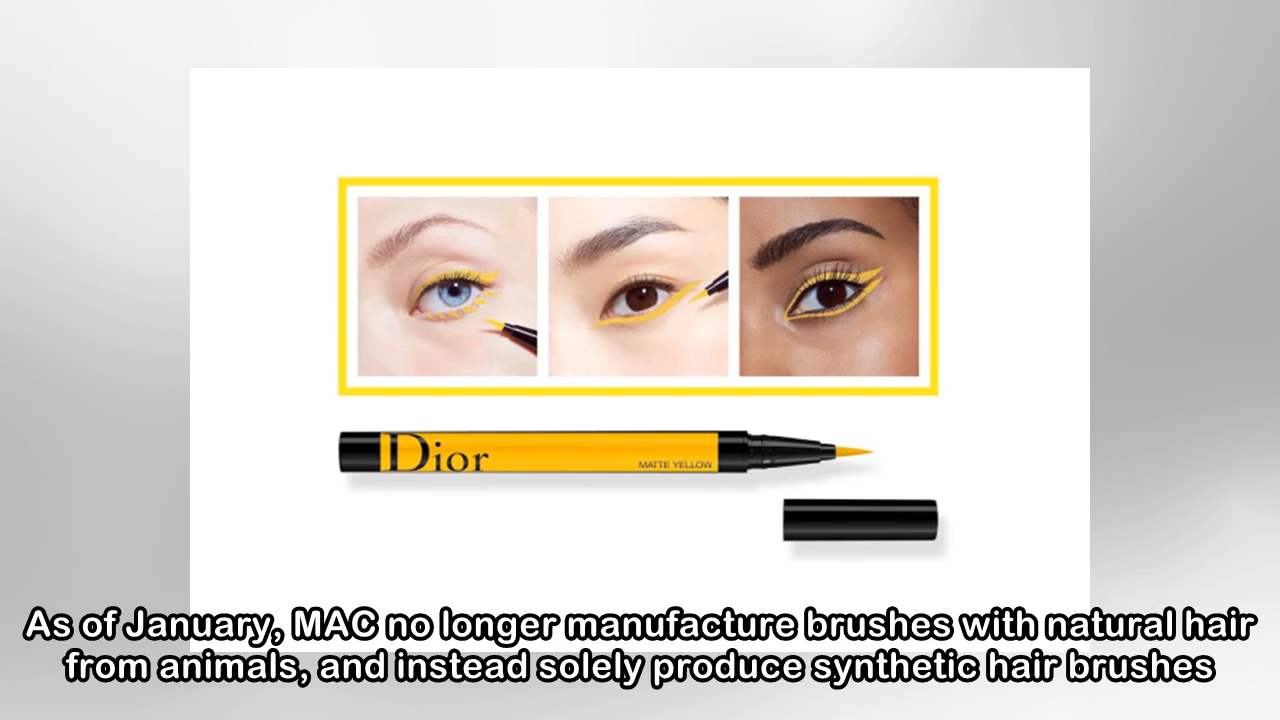 Dior
MATTE YELLOW
As of January, MAC no longer manufacture brushes with natural hair
from animals, and instead solely produce synthetic hair brushes